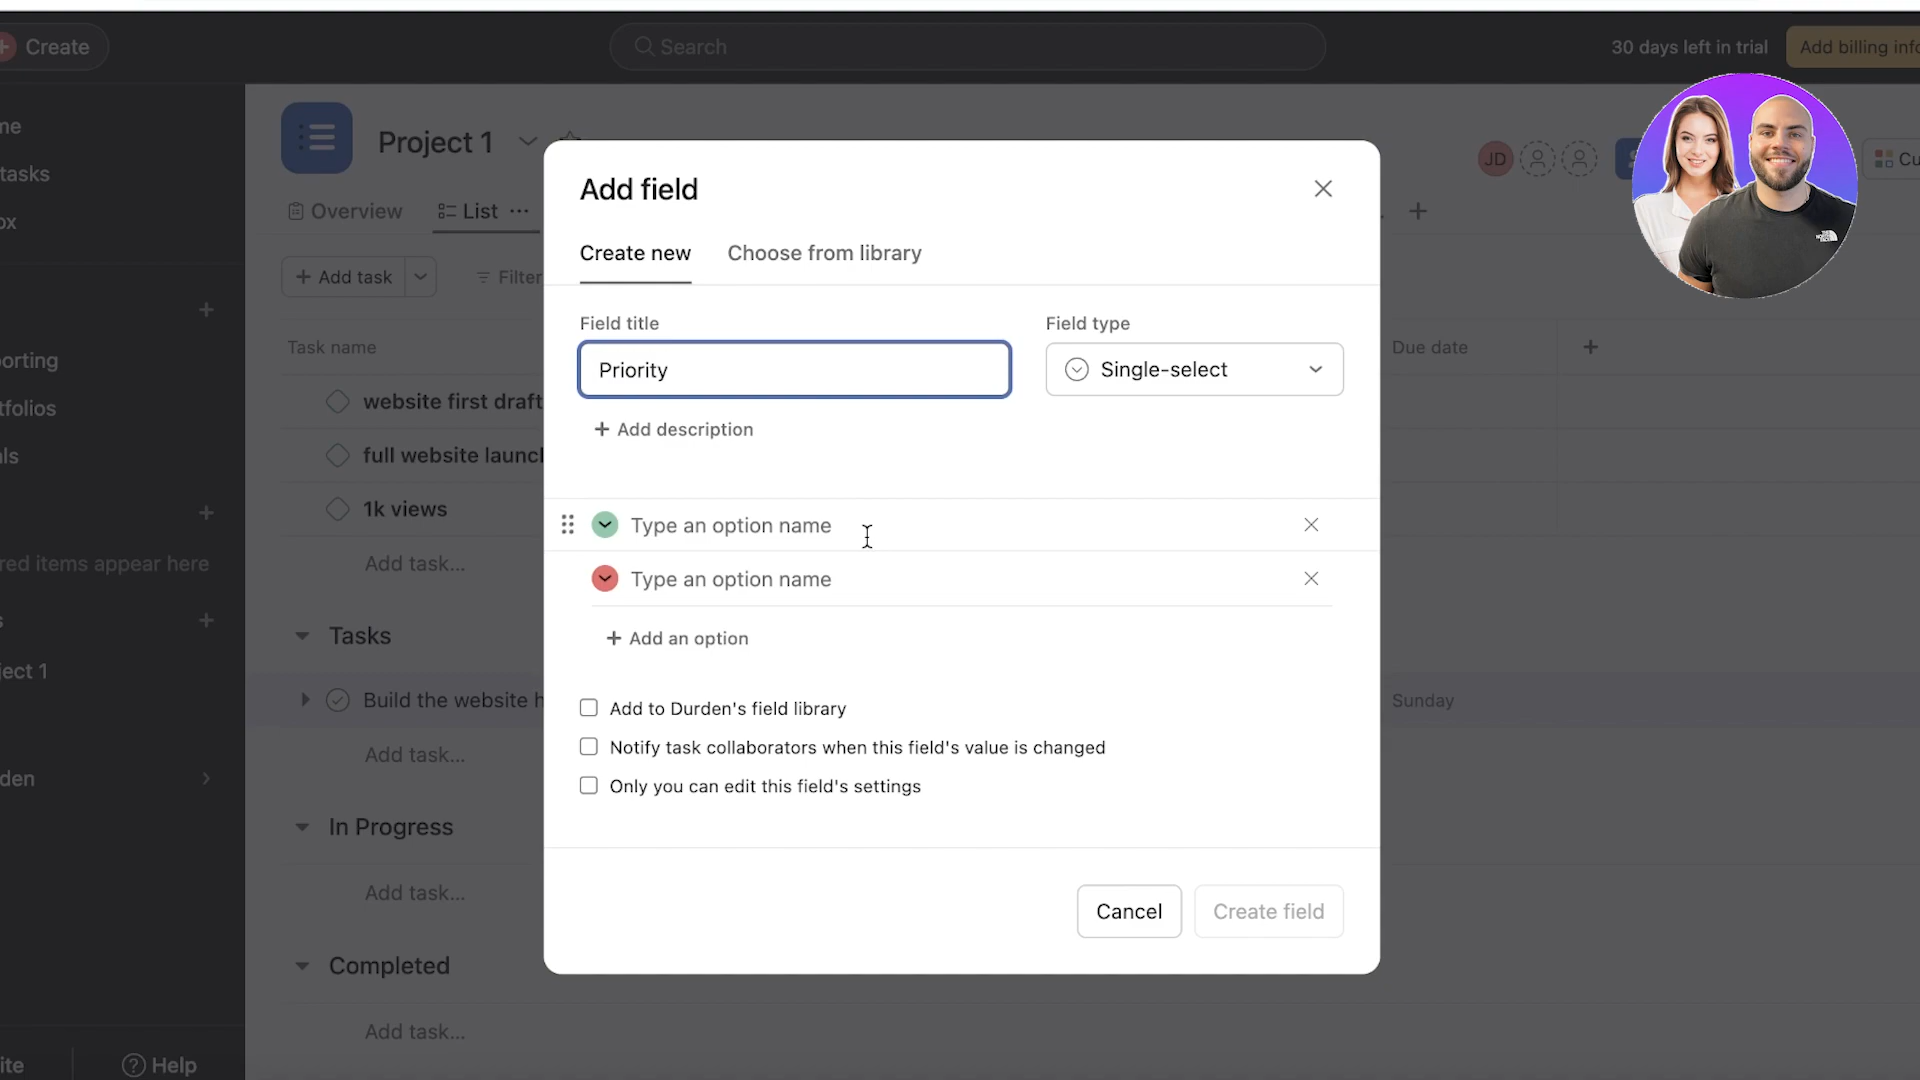 Create
Search
30 days left in trial
Add billing info
me
tasks
ox
Project 1
JD
Cu
Overview
List
Add task
Filter
Add field
Create new
Choose from library
Field title
Field type
Priority
Single-select
Add description
Type an option name
Type an option name
Add an option
Add to Durden's field library
Notify task collaborators when this field's value is changed
Only you can edit this field's settings
Cancel
Create field
orting
tfolios
ls
red items appear here
s
ject 1
den
ite
Help
Task name
Due date
website first draft
full website launch
1k views
Add task...
Tasks
Build the website h
Sunday
Add task...
In Progress
Add task...
Completed
Add task...